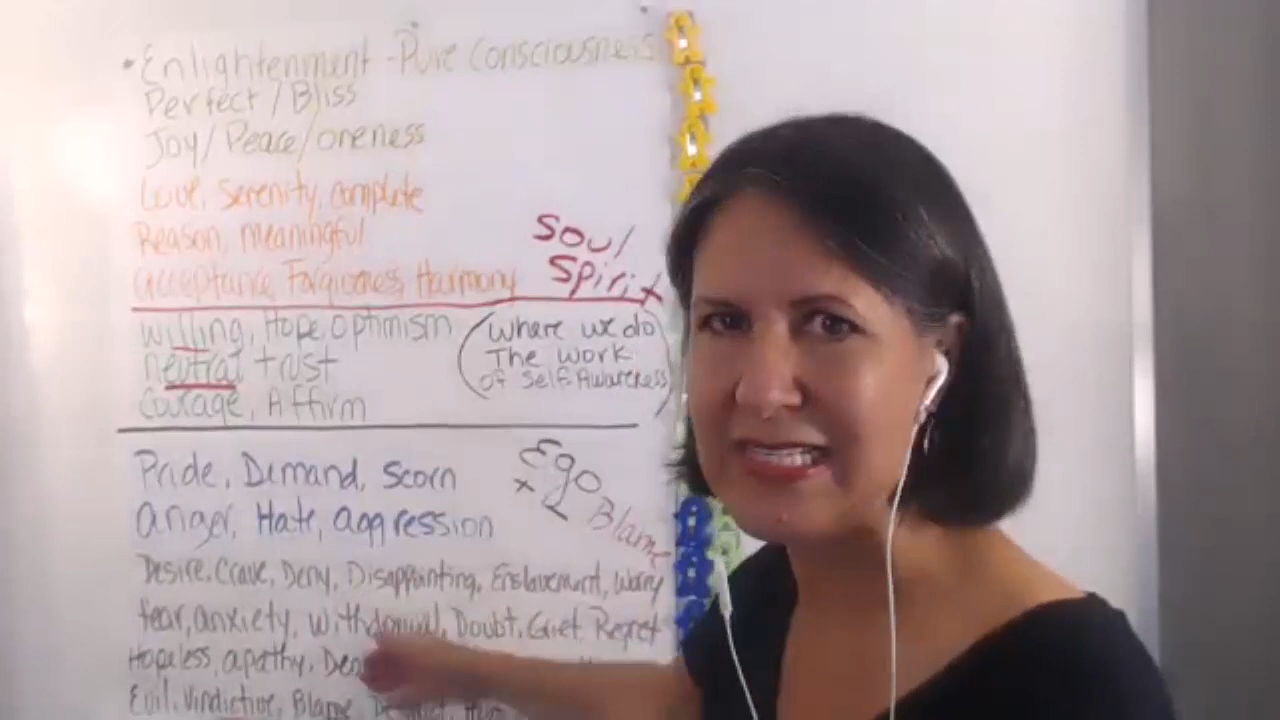 • Enlightenment - Pure Consciousness
Perfect / Bliss
Joy / Peace / oneness
Love, Serenity, complete
Reason, meaningful
acceptance, Forgiveness, Harmony
Soul
Spirit
willing, Hope, optimism
neutral trust
Courage, Affirm
(where we do
The work
of Self-Awareness)
Pride, Demand, Scorn
anger, Hate, aggression
Ego
Blame
Desire, Crave, Deny, Disappointing, Enslavement, worry
fear, anxiety, withdrawal, Doubt, Grief, Regret
Hopeless, apathy,
Evil, Vindictive, Blame,